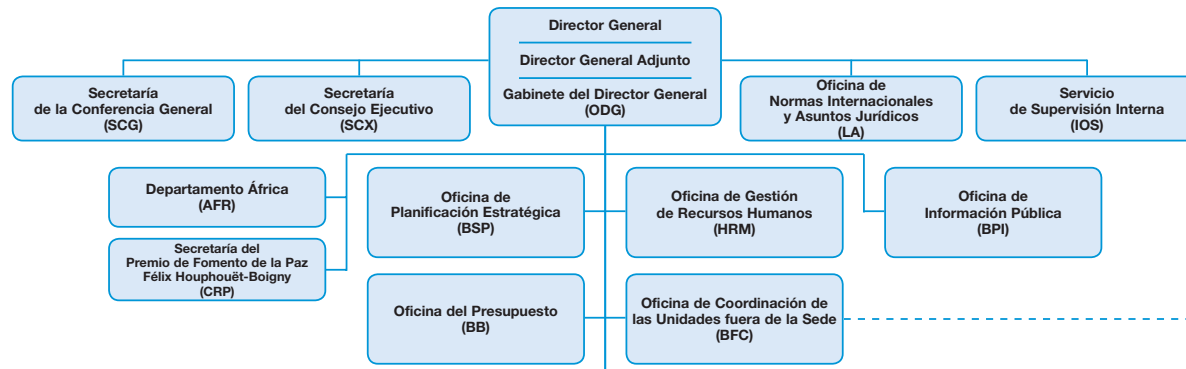 Director General
Director General Adjunto
Gabinete del Director General
(ODG)
Secretaría
de la Conferencia General
(SCG)
Secretaría
del Consejo Ejecutivo
(SCX)
Oficina de
Normas Internacionales
y Asuntos Jurídicos
(LA)
Servicio
de Supervisión Interna
(IOS)
Departamento África
(AFR)
Oficina de
Planificación Estratégica
(BSP)
Oficina de Gestión
de Recursos Humanos
(HRM)
Oficina de
Información Pública
(BPI)
Secretaría del
Premio de Fomento de la Paz
Félix Houphouët-Boigny
(CRP)
Oficina del Presupuesto
(BB)
Oficina de Coordinación de
las Unidades fuera de la Sede
(BFC)